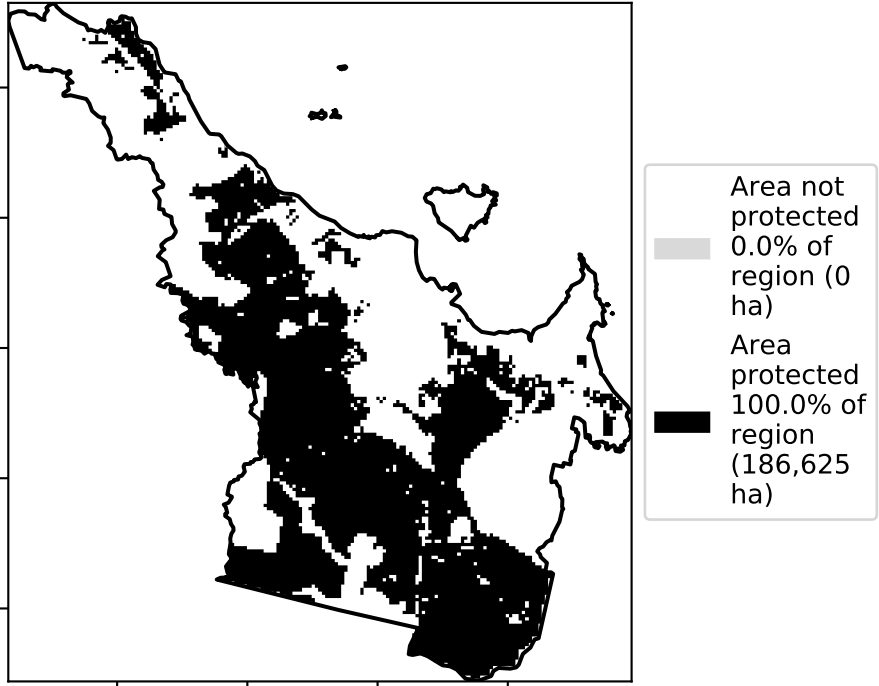 Area not
protected
0.0% of
region (0
ha)
Area
protected
100.0% of
region
(186,625
ha)